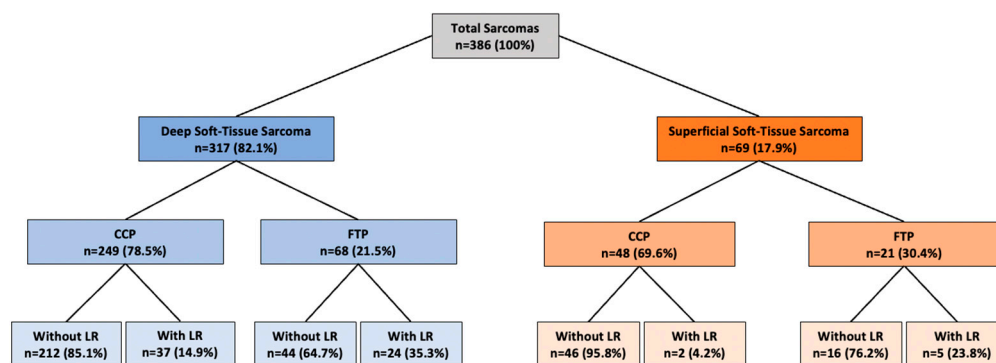 Total Sarcomas
n=386 (100%)
Deep Soft-Tissue Sarcoma
n=317 (82.1%)
Superficial Soft-Tissue Sarcoma
n=69 (17.9%)
CCP
n=249 (78.5%)
FTP
n=68 (21.5%)
CCP
n=48 (69.6%)
FTP
n=21 (30.4%)
Without LR
n=212 (85.1%)
With LR
n=37 (14.9%)
Without LR
n=44 (64.7%)
With LR
n=24 (35.3%)
Without LR
n=46 (95.8%)
With LR
n=2 (4.2%)
Without LR
n=16 (76.2%)
With LR
n=5 (23.8%)